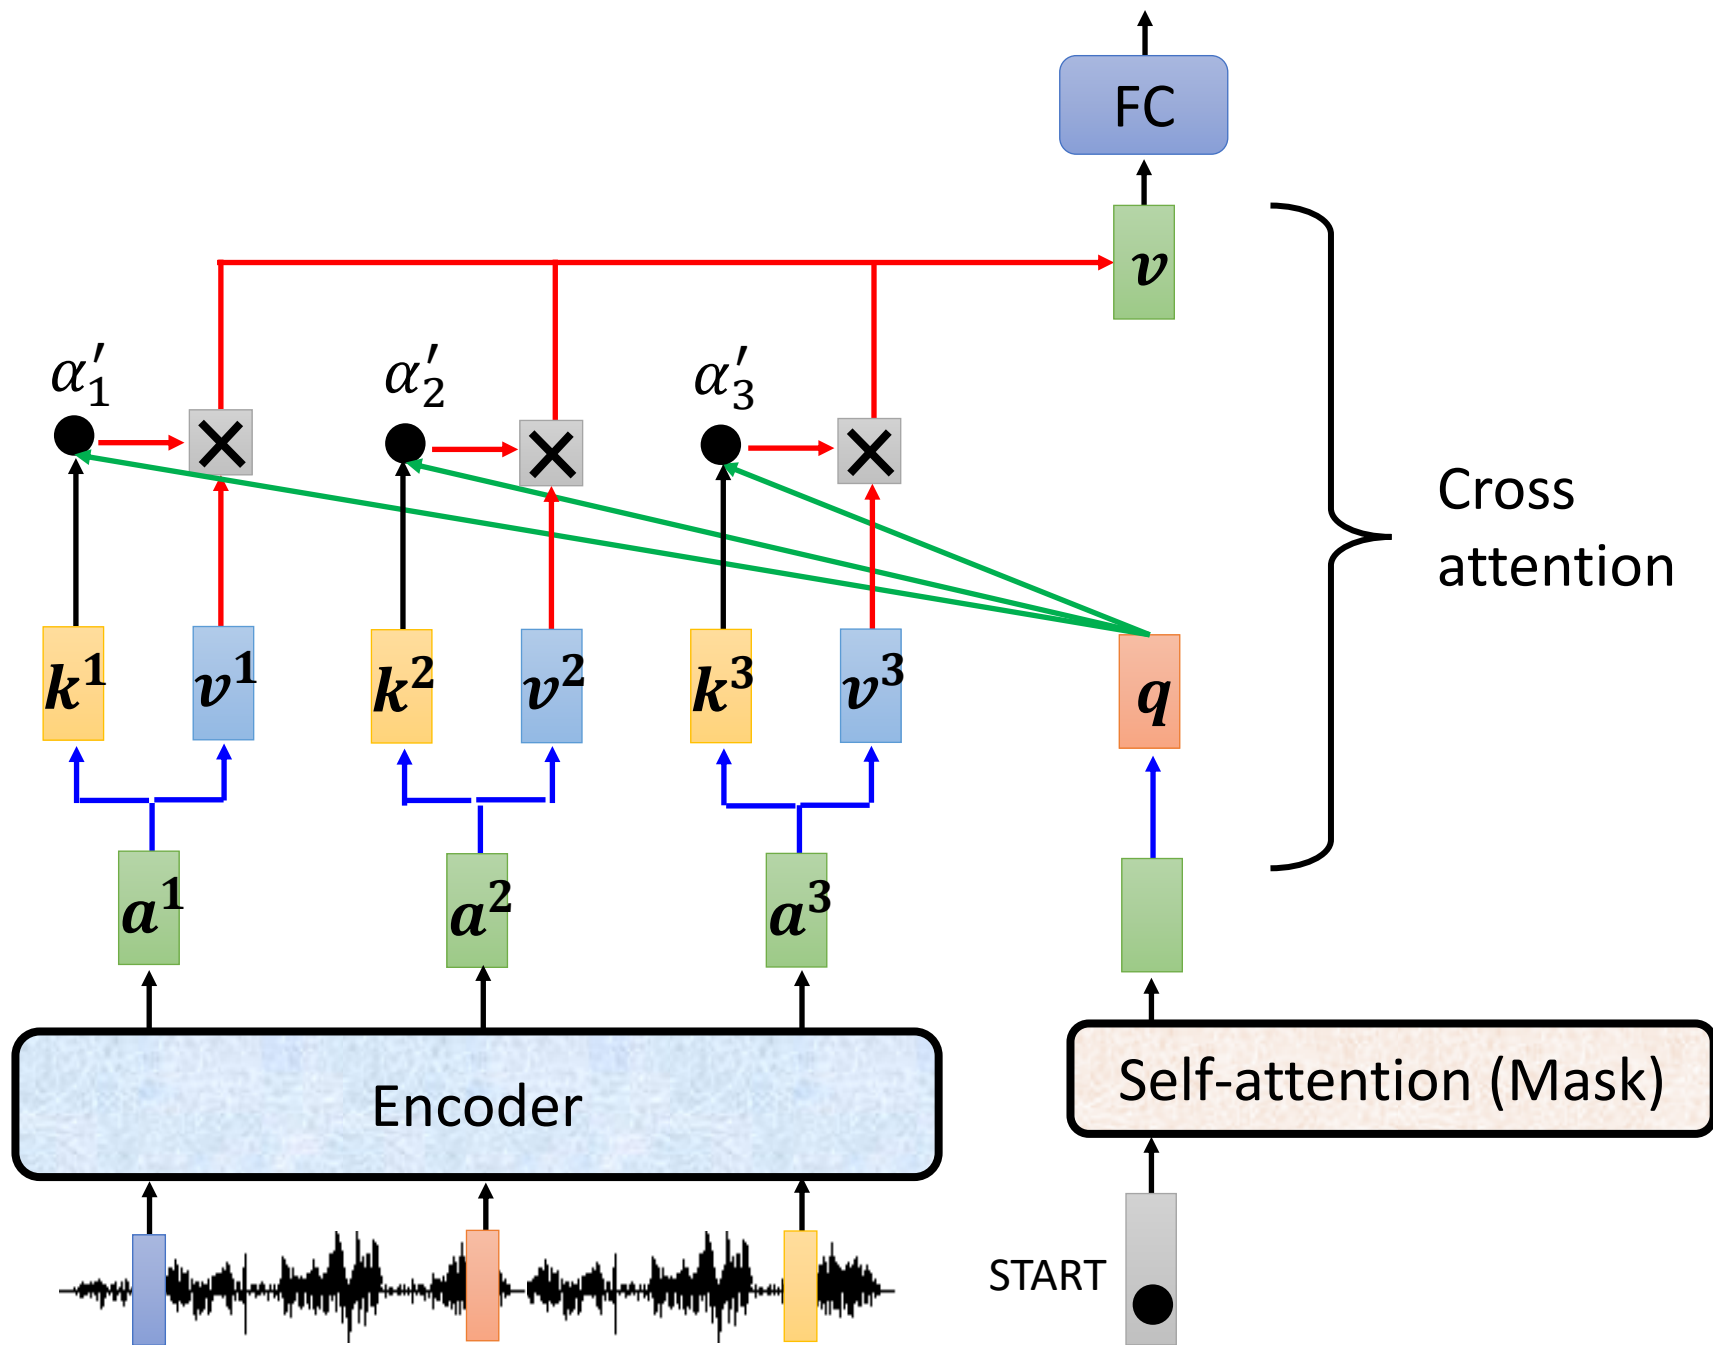 FC
v
α′₁ α′₂ α′₃
Cross
attention
k¹ v¹ k² v² k³ v³ q
a¹ a² a³
Encoder
Self-attention (Mask)
START